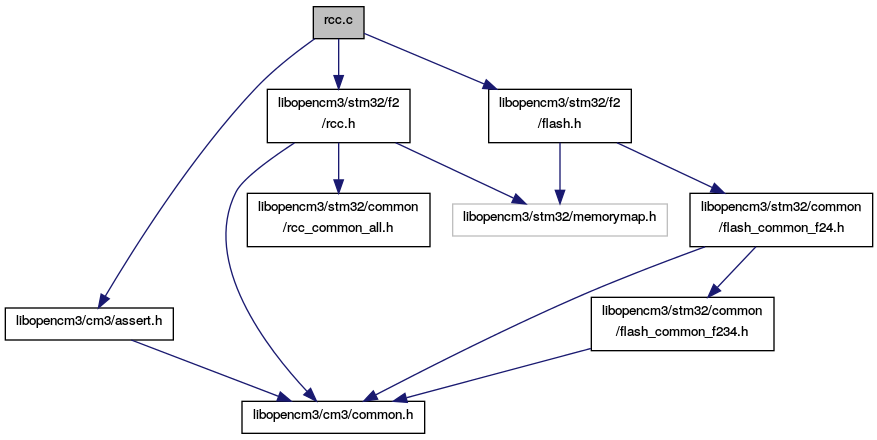 rcc.c
libopencm3/stm32/f2
/rcc.h
libopencm3/stm32/f2
/flash.h
libopencm3/stm32/common
/rcc_common_all.h
libopencm3/stm32/memorymap.h
libopencm3/stm32/common
/flash_common_f24.h
libopencm3/cm3/assert.h
libopencm3/stm32/common
/flash_common_f234.h
libopencm3/cm3/common.h